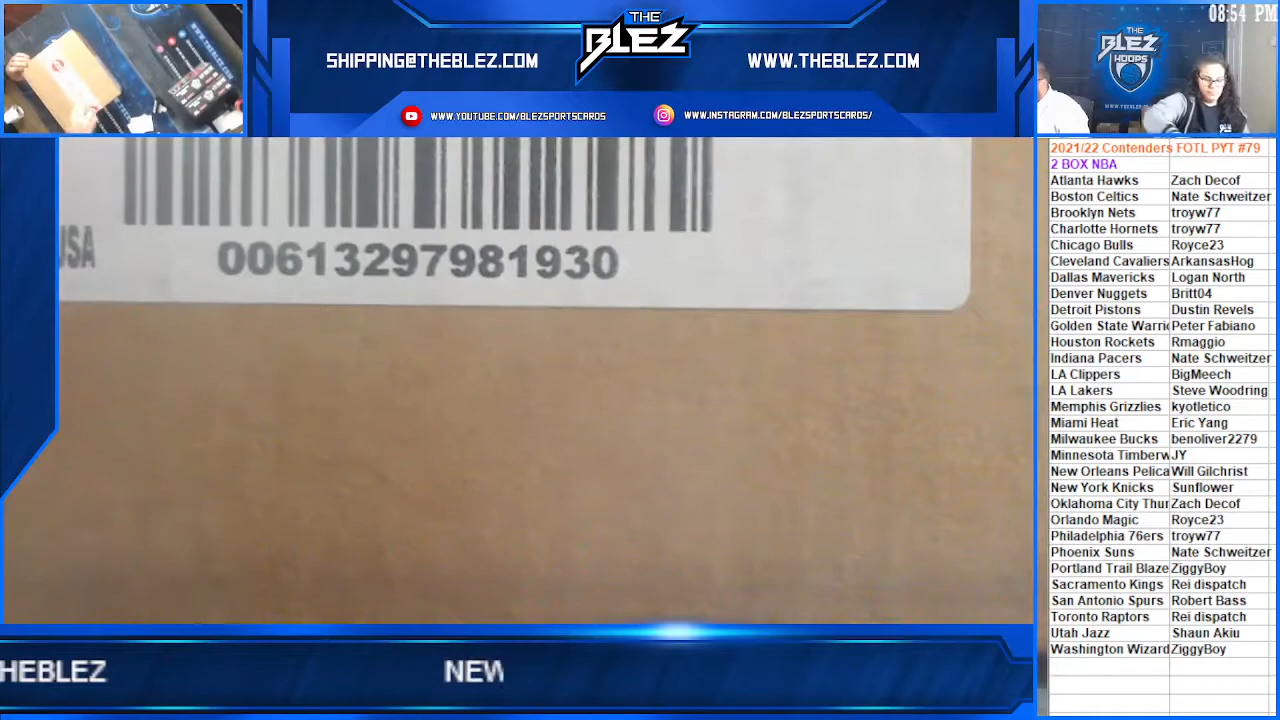 08:54 PM
THE
BLEZ
SHIPPING@THEBLEZ.COM
WWW.THEBLEZ.COM
WWW.YOUTUBE.COM/BLEZSPORTSCARDS
WWW.INSTAGRAM.COM/BLEZSPORTSCARDS/
THE
BLEZ
HOOPS
USA
00613297981930
2021/22 Contenders FOTL PYT #79
2 BOX NBA
Atlanta Hawks Zach Decof
Boston Celtics Nate Schweitzer
Brooklyn Nets troyw77
Charlotte Hornets troyw77
Chicago Bulls Royce23
Cleveland Cavaliers ArkansasHog
Dallas Mavericks Logan North
Denver Nuggets Britt04
Detroit Pistons Dustin Revels
Golden State Warri Peter Fabiano
Houston Rockets Rmaggio
Indiana Pacers Nate Schweitzer
LA Clippers BigMeech
LA Lakers Steve Woodring
Memphis Grizzlies kyotletico
Miami Heat Eric Yang
Milwaukee Bucks benoliver2279
Minnesota Timberw JY
New Orleans Pelica Will Gilchrist
New York Knicks Sunflower
Oklahoma City Thun Zach Decof
Orlando Magic Royce23
Philadelphia 76ers troyw77
Phoenix Suns Nate Schweitzer
Portland Trail Blaze ZiggyBoy
Sacramento Kings Rei dispatch
San Antonio Spurs Robert Bass
Toronto Raptors Rei dispatch
Utah Jazz Shaun Akiu
Washington Wizard ZiggyBoy
HEBLEZ NEW